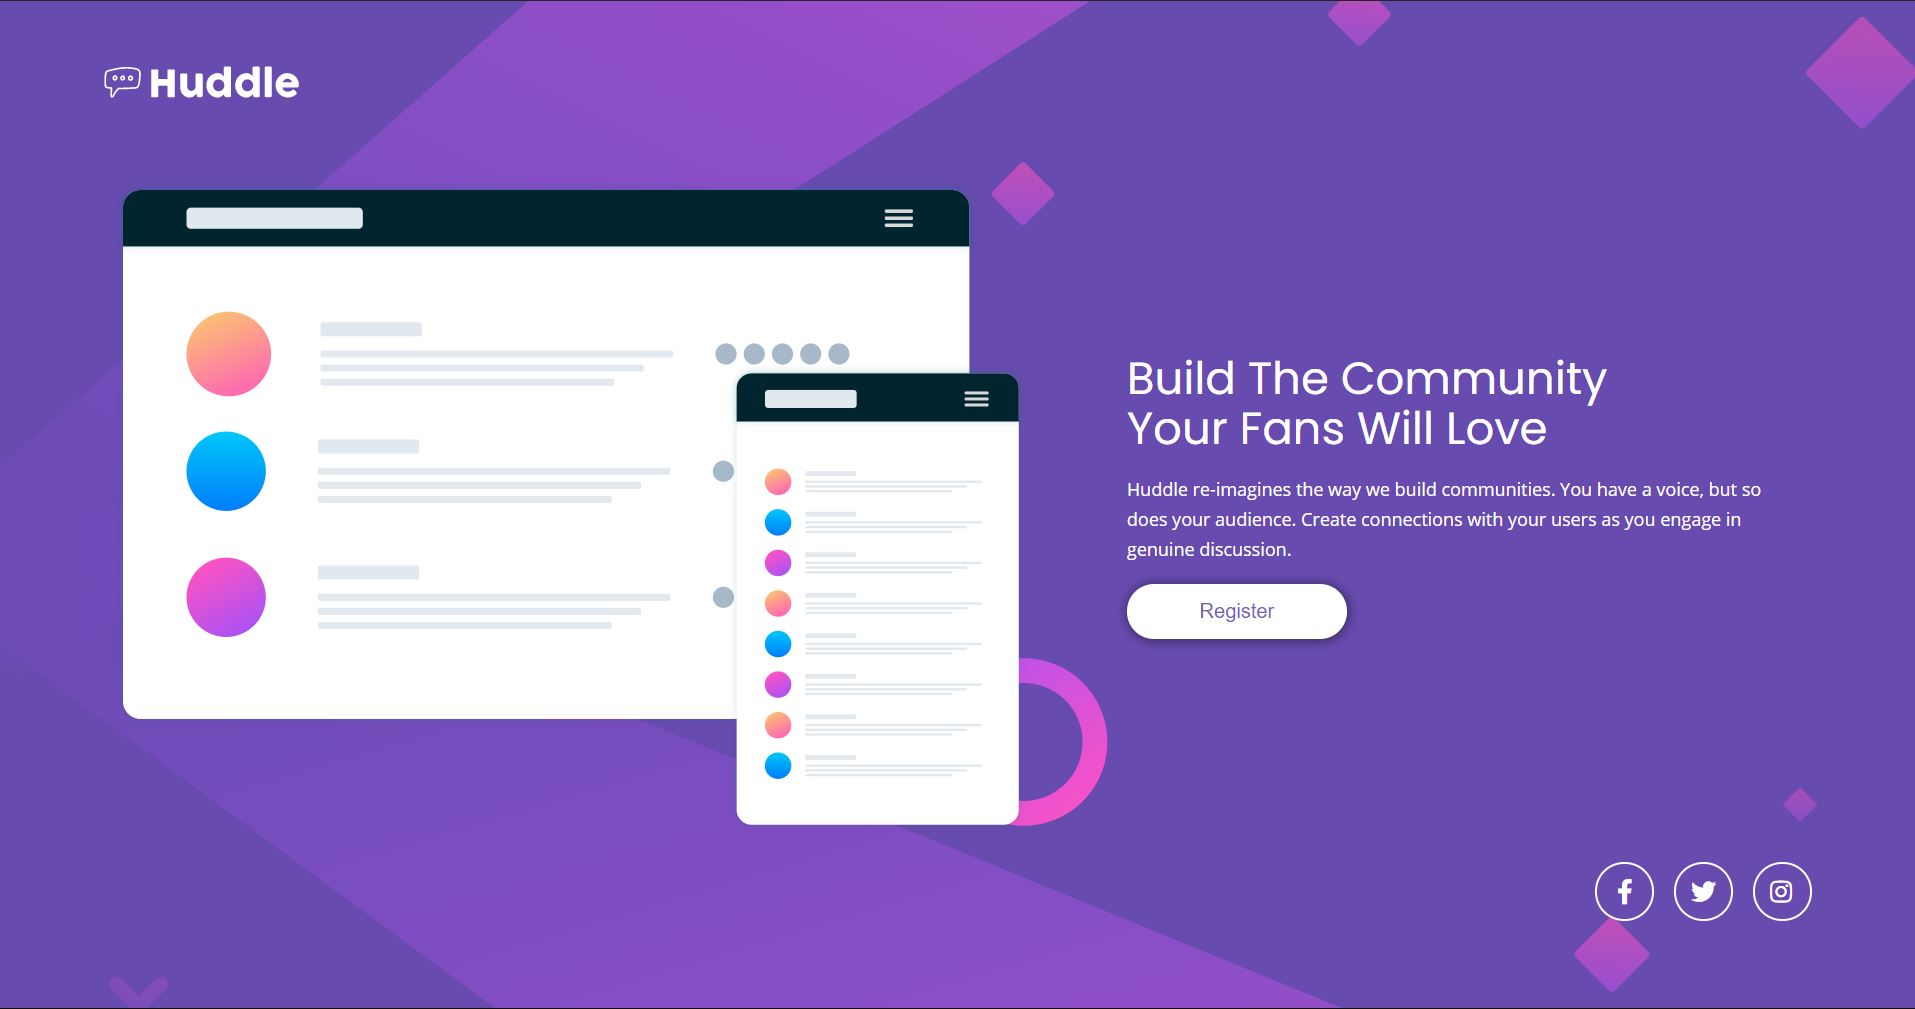 Huddle
Build The Community
Your Fans Will Love
Huddle re-imagines the way we build communities. You have a voice, but so
does your audience. Create connections with your users as you engage in
genuine discussion.
Register